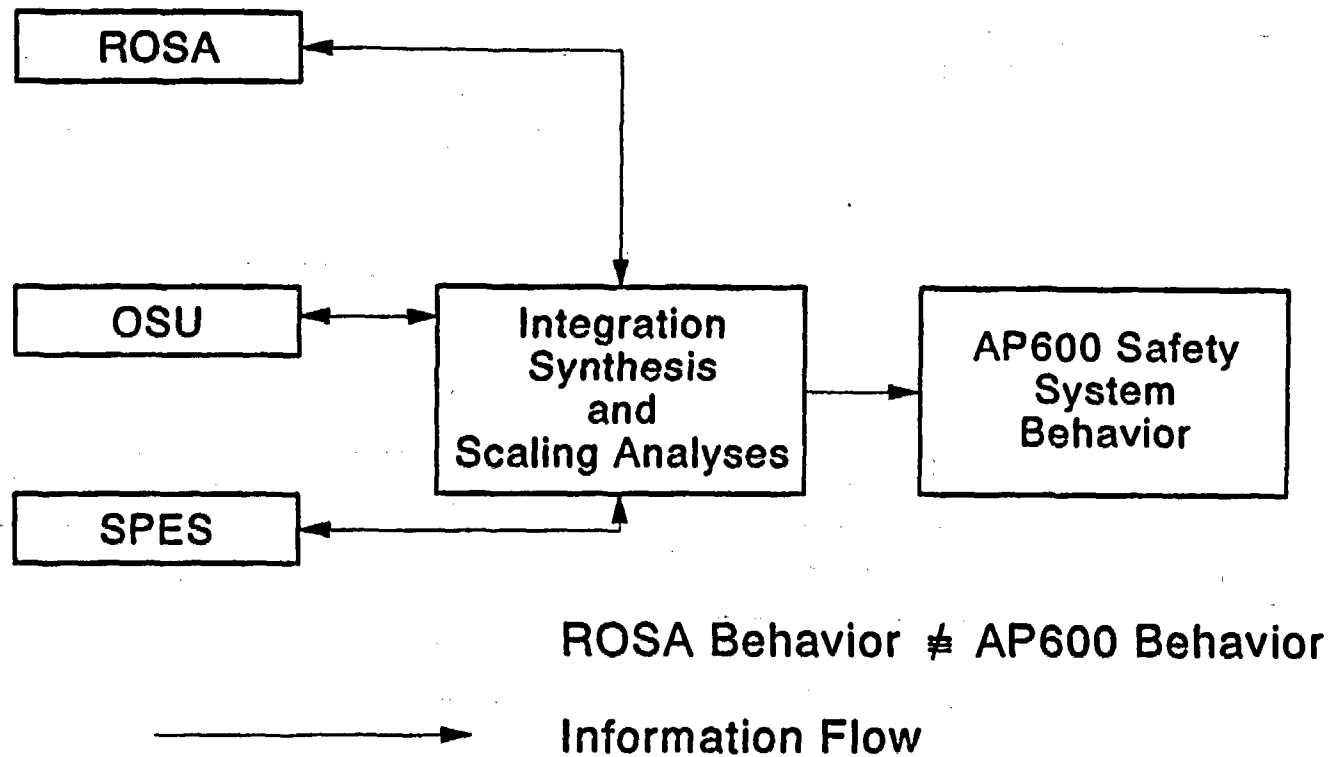 ROSA
OSU
Integration
Synthesis
and
Scaling Analyses
AP600 Safety
System
Behavior
SPES
ROSA Behavior ≢ AP600 Behavior
Information Flow